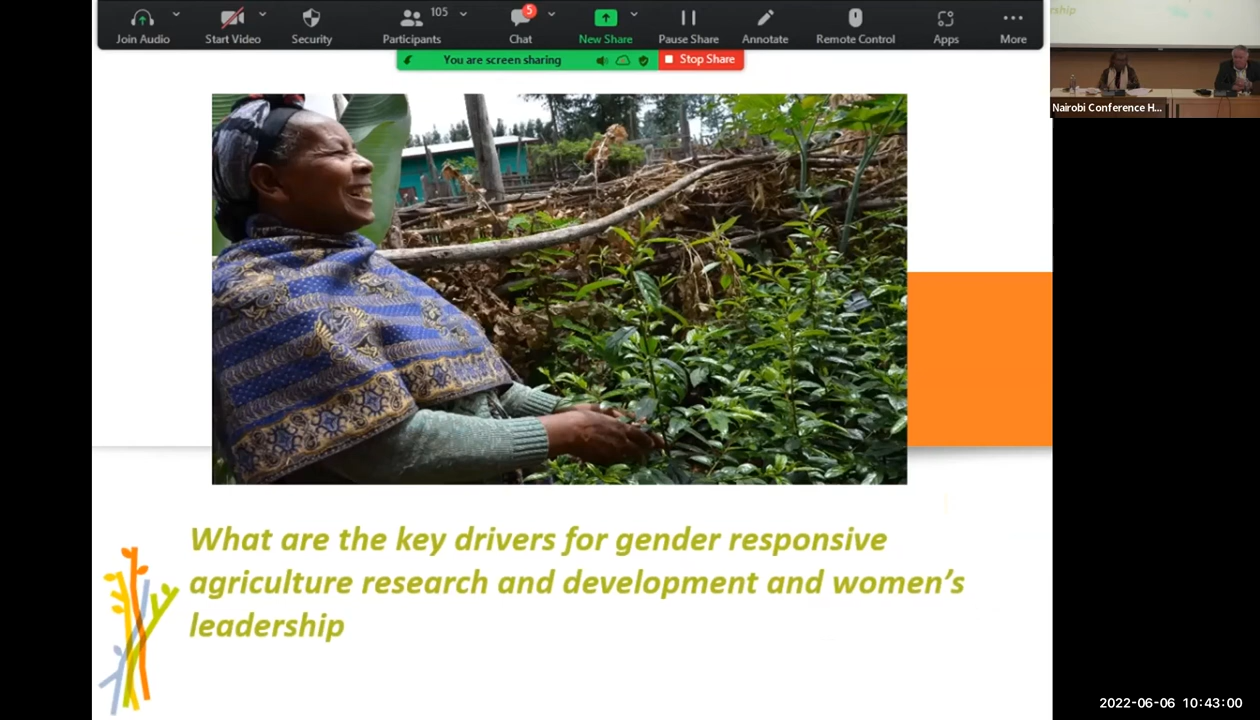 105
5
Join Audio
Start Video
Security
Participants
Chat
New Share
Pause Share
Annotate
Remote Control
Apps
More
You are screen sharing
Stop Share
rship
Nairobi Conference H...
What are the key drivers for gender responsive
agriculture research and development and women's
leadership
2022-06-06 10:43:00